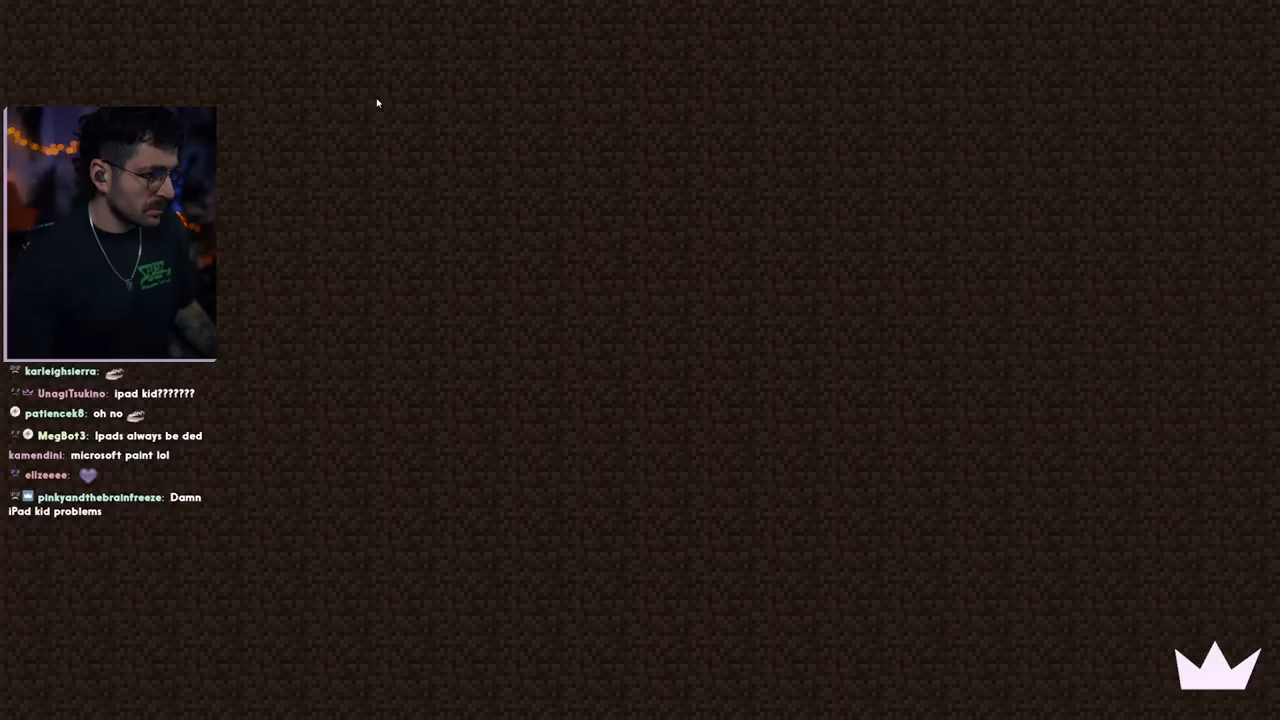 karleighsierra:
UnagiTsukino: ipad kid???????
patiencek8: oh no
MegBot3: Ipads always be ded
kamendini: microsoft paint lol
elizeeee:
pinkyandthebrainfreeze: Damn
iPad kid problems